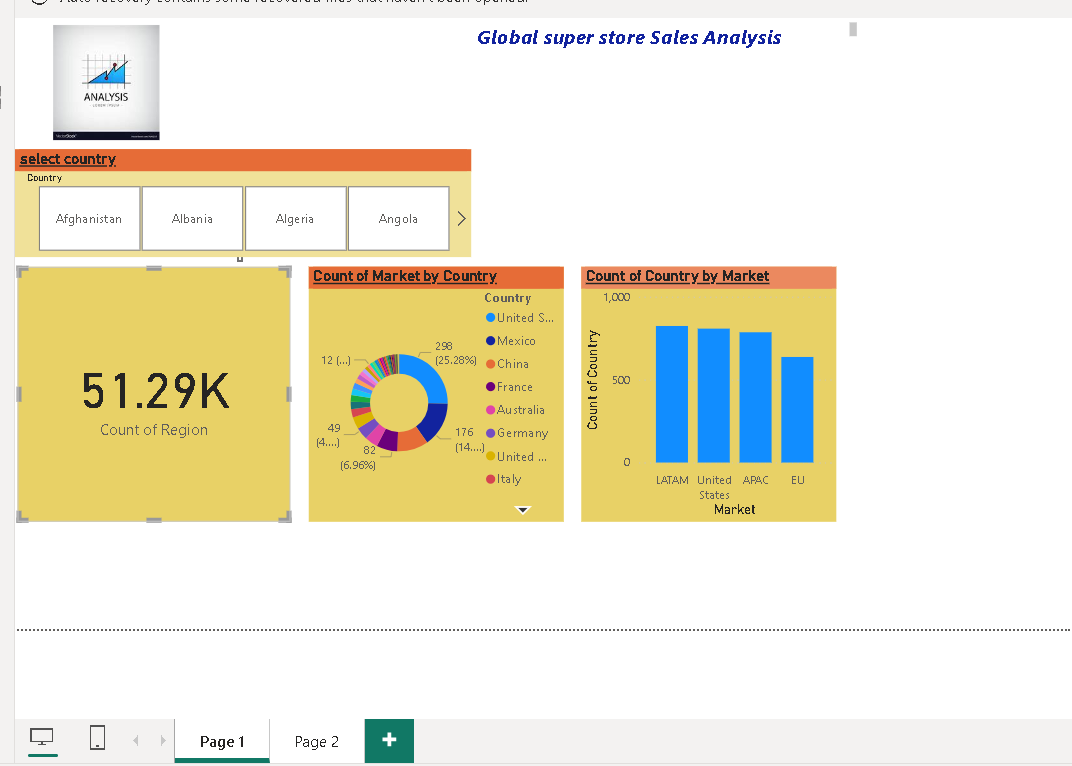 Global super store Sales Analysis
ANALYSIS
select country
Country
Afghanistan
Albania
Algeria
Angola
51.29K
Count of Region
Count of Market by Country
Country
United S...
Mexico
China
France
Australia
Germany
United ...
Italy
298
(25.28%)
176
(14....)
82
(6.96%)
49
(4....)
12 (...)
Count of Country by Market
Count of Country
1,000
500
0
LATAM
United
States
APAC
EU
Market
Page 1
Page 2